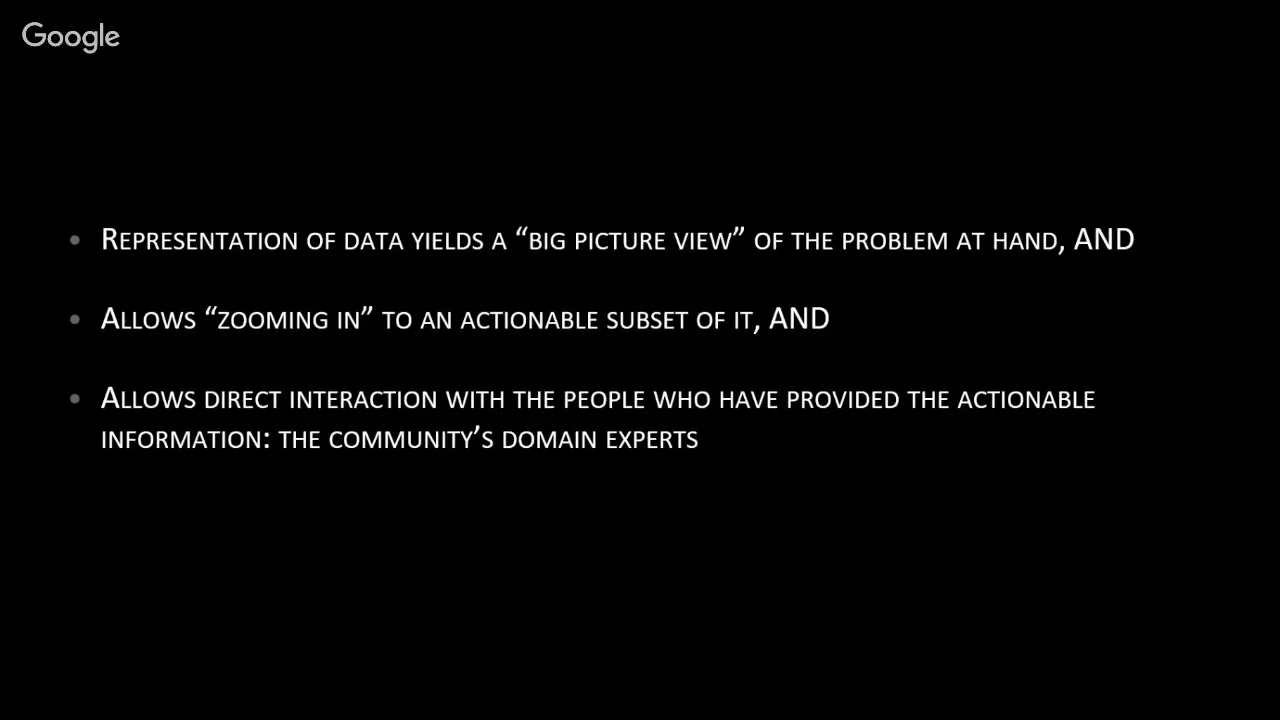 Google
• Representation of data yields a “big picture view” of the problem at hand, AND
• Allows “zooming in” to an actionable subset of it, AND
• Allows direct interaction with the people who have provided the actionable
information: the community’s domain experts